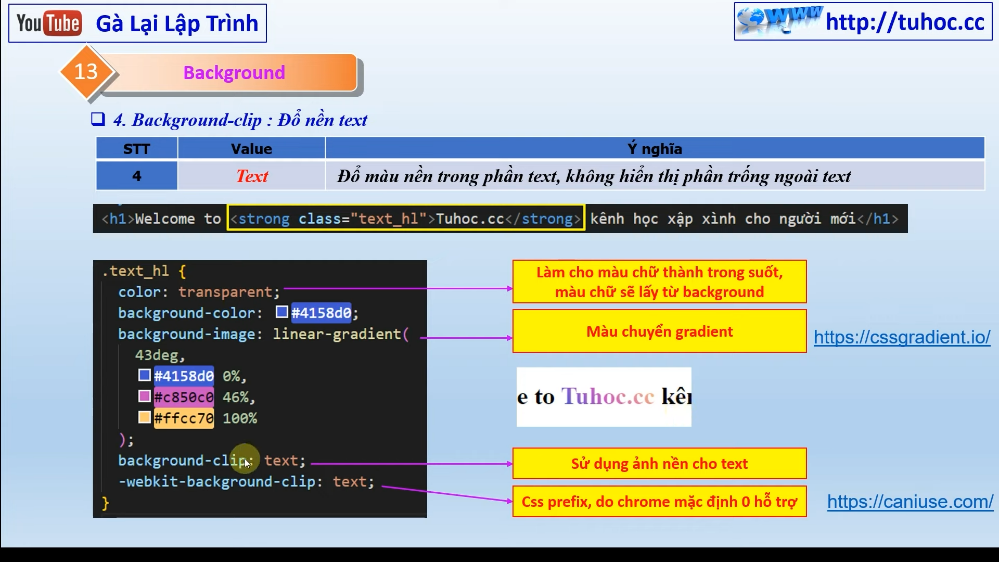 YouTube Gà Lại Lập Trình
www http://tuhoc.cc
13 Background
4. Background-clip : Đổ nền text
STT Value Ý nghĩa
4 Text Đổ màu nền trong phần text, không hiển thị phần trống ngoài text
<h1>Welcome to <strong class="text_hl">Tuhoc.cc</strong> kênh học xập xình cho người mới</h1>
.text_hl {
color: transparent;
background-color: #4158d0;
background-image: linear-gradient(
43deg,
#4158d0 0%,
#c850c0 46%,
#ffcc70 100%
);
background-clip: text;
-webkit-background-clip: text;
}
Làm cho màu chữ thành trong suốt,
màu chữ sẽ lấy từ background
Màu chuyển gradient
https://cssgradient.io/
e to Tuhoc.cc kên
Sử dụng ảnh nền cho text
Css prefix, do chrome mặc định 0 hỗ trợ
https://caniuse.com/